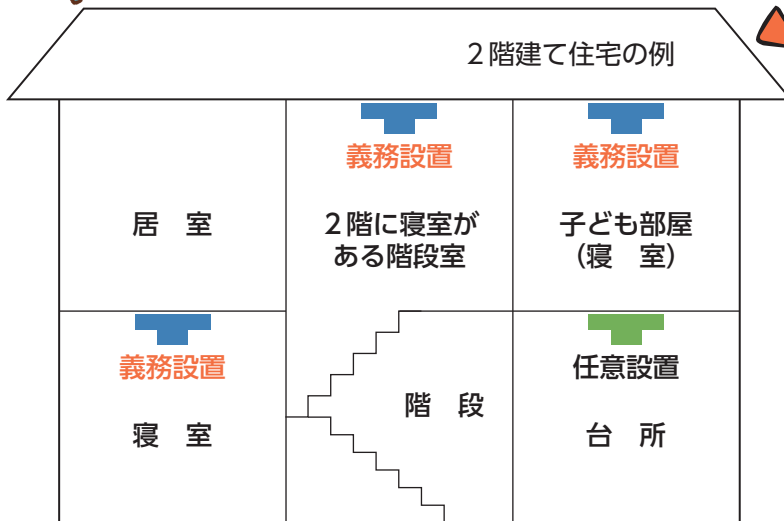 ２階建て住宅の例
義務設置
義務設置
居　室
２階に寝室が
ある階段室
子ども部屋
（寝　室）
義務設置
任意設置
寝　室
階　段
台　所